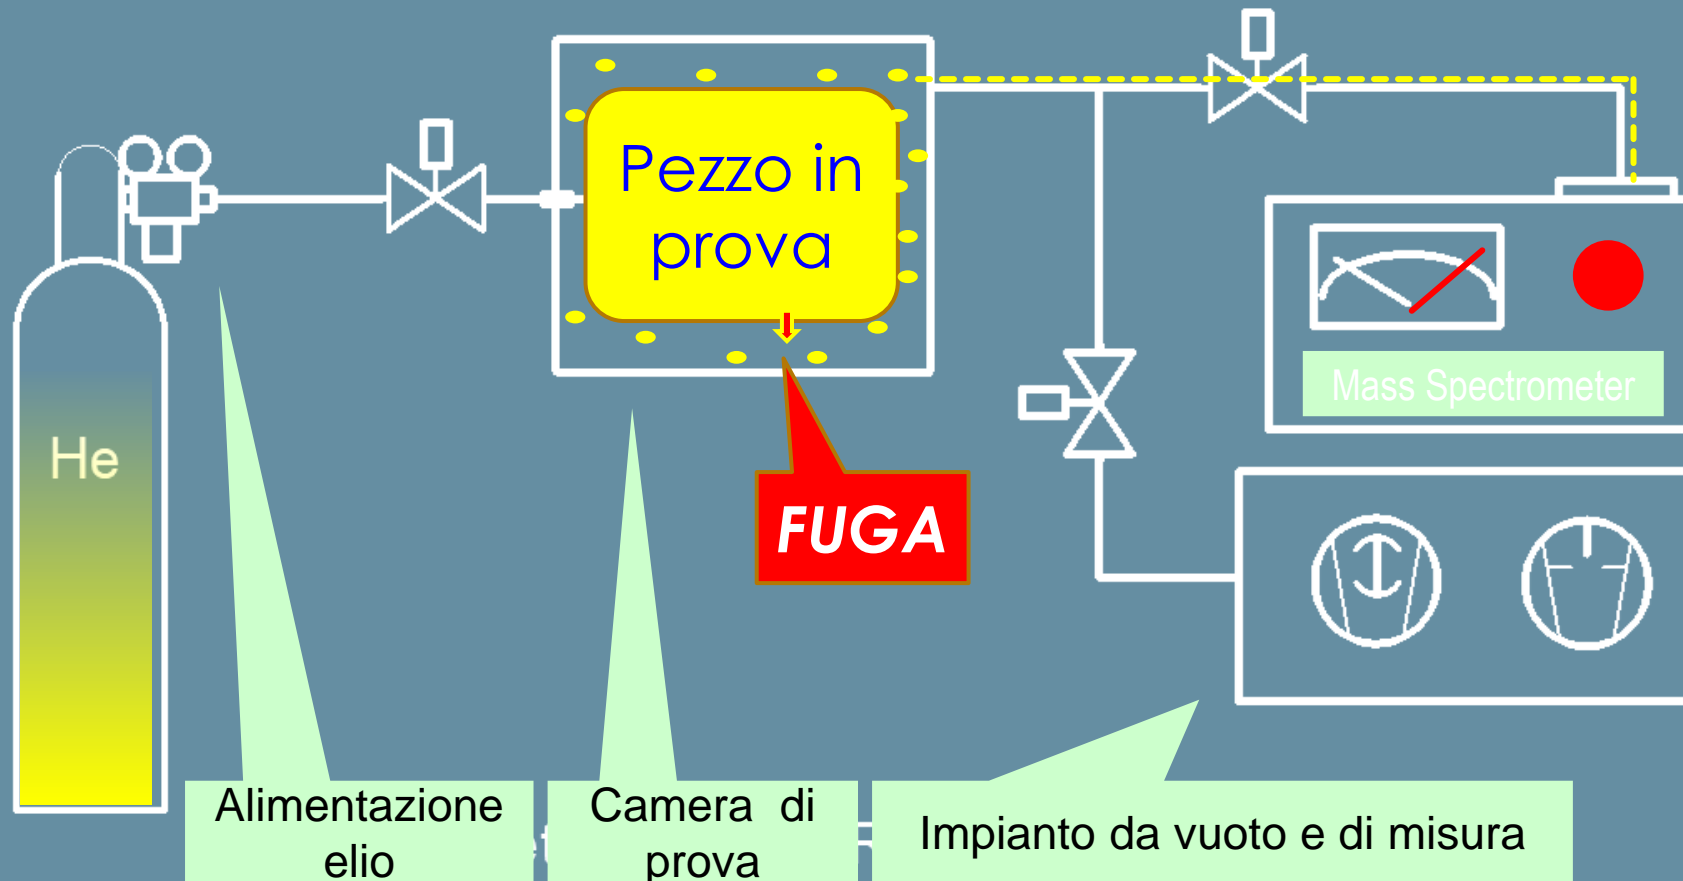 Pezzo in
prova
He
Mass Spectrometer
FUGA
Alimentazione
elio
Camera di
prova
Impianto da vuoto e di misura